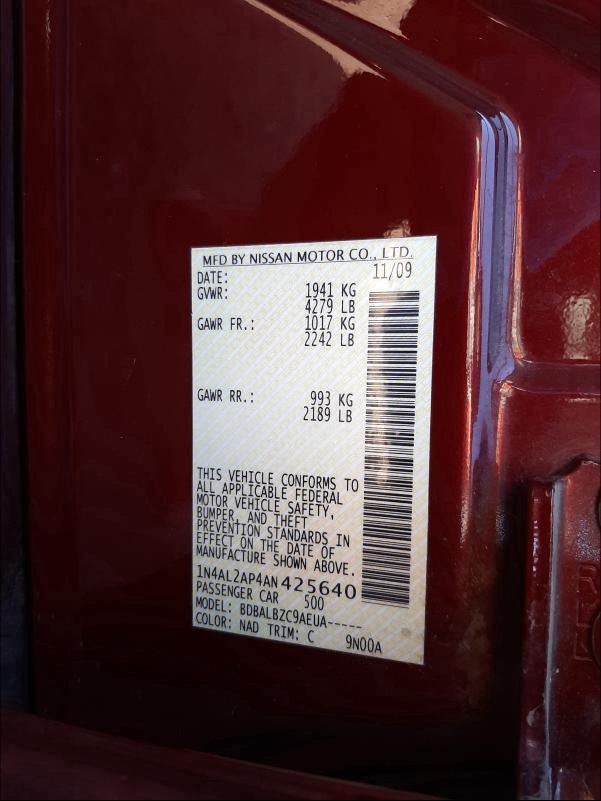 MFD BY NISSAN MOTOR CO., LTD.
DATE: 11/09
GVWR: 1941 KG
4279 LB
GAWR FR.: 1017 KG
2242 LB
GAWR RR.: 993 KG
2189 LB
THIS VEHICLE CONFORMS TO
ALL APPLICABLE FEDERAL
MOTOR VEHICLE SAFETY,
BUMPER, AND THEFT
PREVENTION STANDARDS IN
EFFECT ON THE DATE OF
MANUFACTURE SHOWN ABOVE.
1N4AL2AP4AN425640
PASSENGER CAR 500
MODEL: BDBALBZC9AEUA-----
COLOR: NAD TRIM: C 9N00A